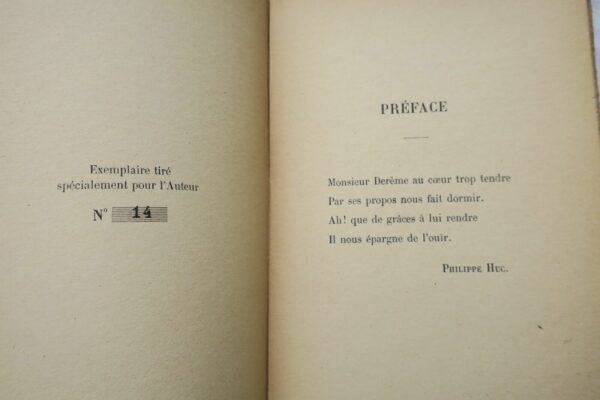 Exemplaire tiré
spécialement pour l'Auteur
N° 14
PRÉFACE
Monsieur Derême au cœur trop tendre
Par ses propos nous fait dormir.
Ah! que de grâces à lui rendre
Il nous épargne de l'ouïr.
Philippe Huc.